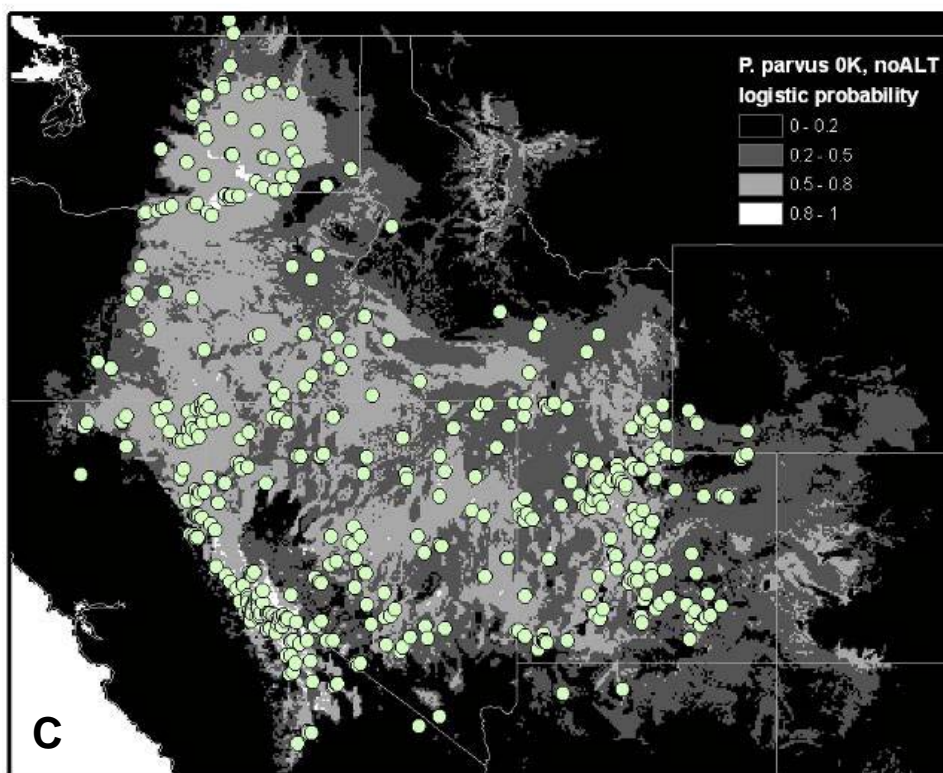 P. parvus 0K, noALT
logistic probability
0 - 0.2
0.2 - 0.5
0.5 - 0.8
0.8 - 1
C